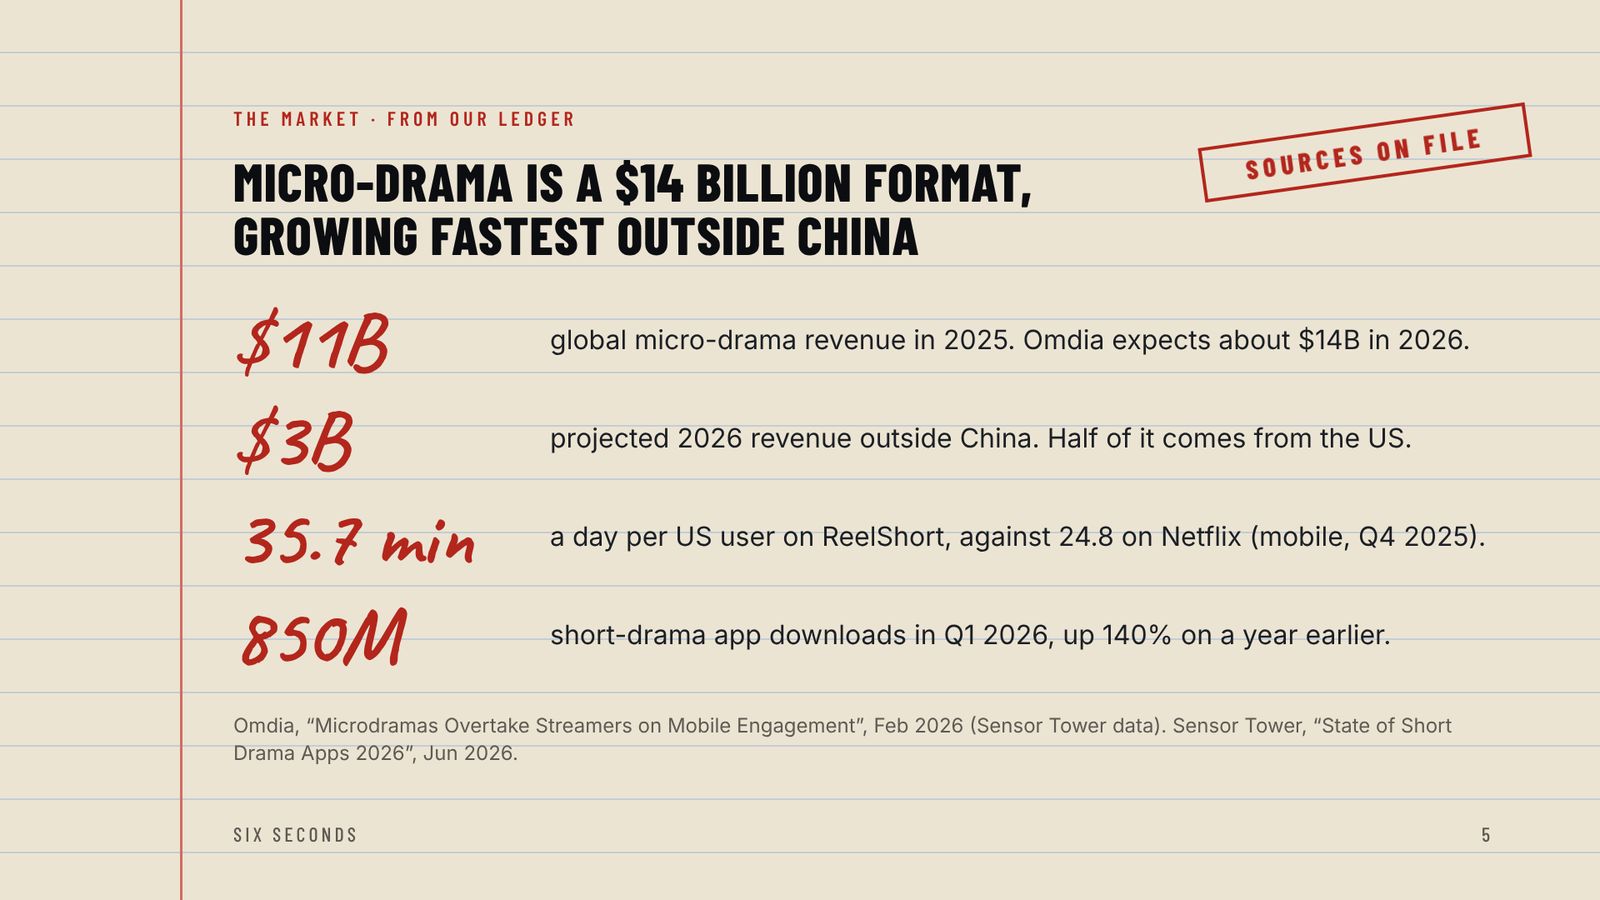 THE MARKET · FROM OUR LEDGER
SOURCES ON FILE
MICRO-DRAMA IS A $14 BILLION FORMAT,
GROWING FASTEST OUTSIDE CHINA
$11B global micro-drama revenue in 2025. Omdia expects about $14B in 2026.
$3B projected 2026 revenue outside China. Half of it comes from the US.
35.7 min a day per US user on ReelShort, against 24.8 on Netflix (mobile, Q4 2025).
850M short-drama app downloads in Q1 2026, up 140% on a year earlier.
Omdia, “Microdramas Overtake Streamers on Mobile Engagement”, Feb 2026 (Sensor Tower data). Sensor Tower, “State of Short
Drama Apps 2026”, Jun 2026.
SIX SECONDS 5